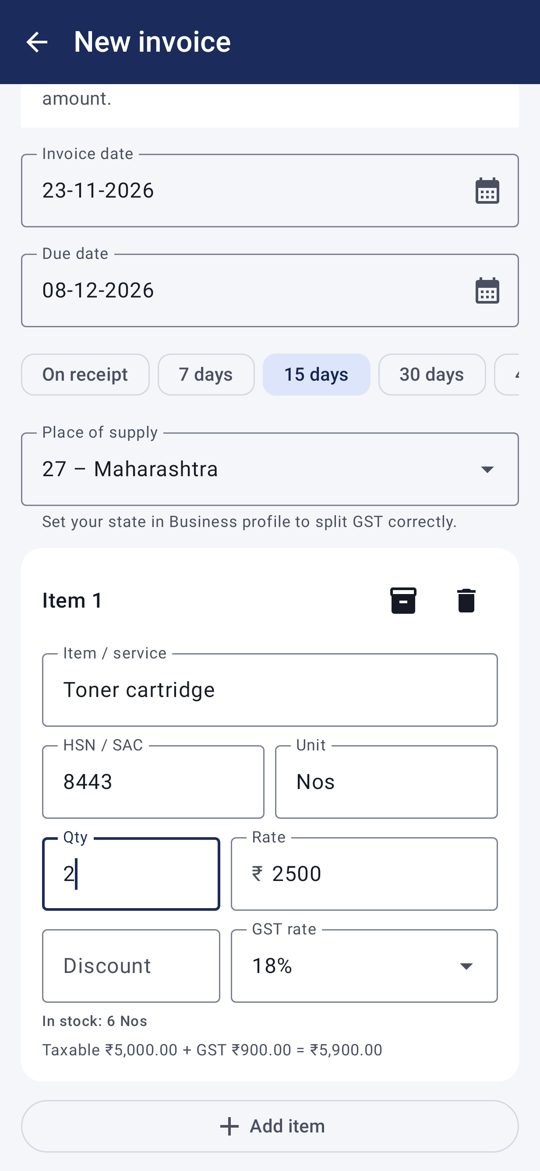 New invoice
amount.
Invoice date
23-11-2026
Due date
08-12-2026
On receipt 7 days 15 days 30 days
Place of supply
27 – Maharashtra
Set your state in Business profile to split GST correctly.
Item 1
Item / service
Toner cartridge
HSN / SAC Unit
8443 Nos
Qty Rate
2 ₹ 2500
GST rate
Discount 18%
In stock: 6 Nos
Taxable ₹5,000.00 + GST ₹900.00 = ₹5,900.00
Add item